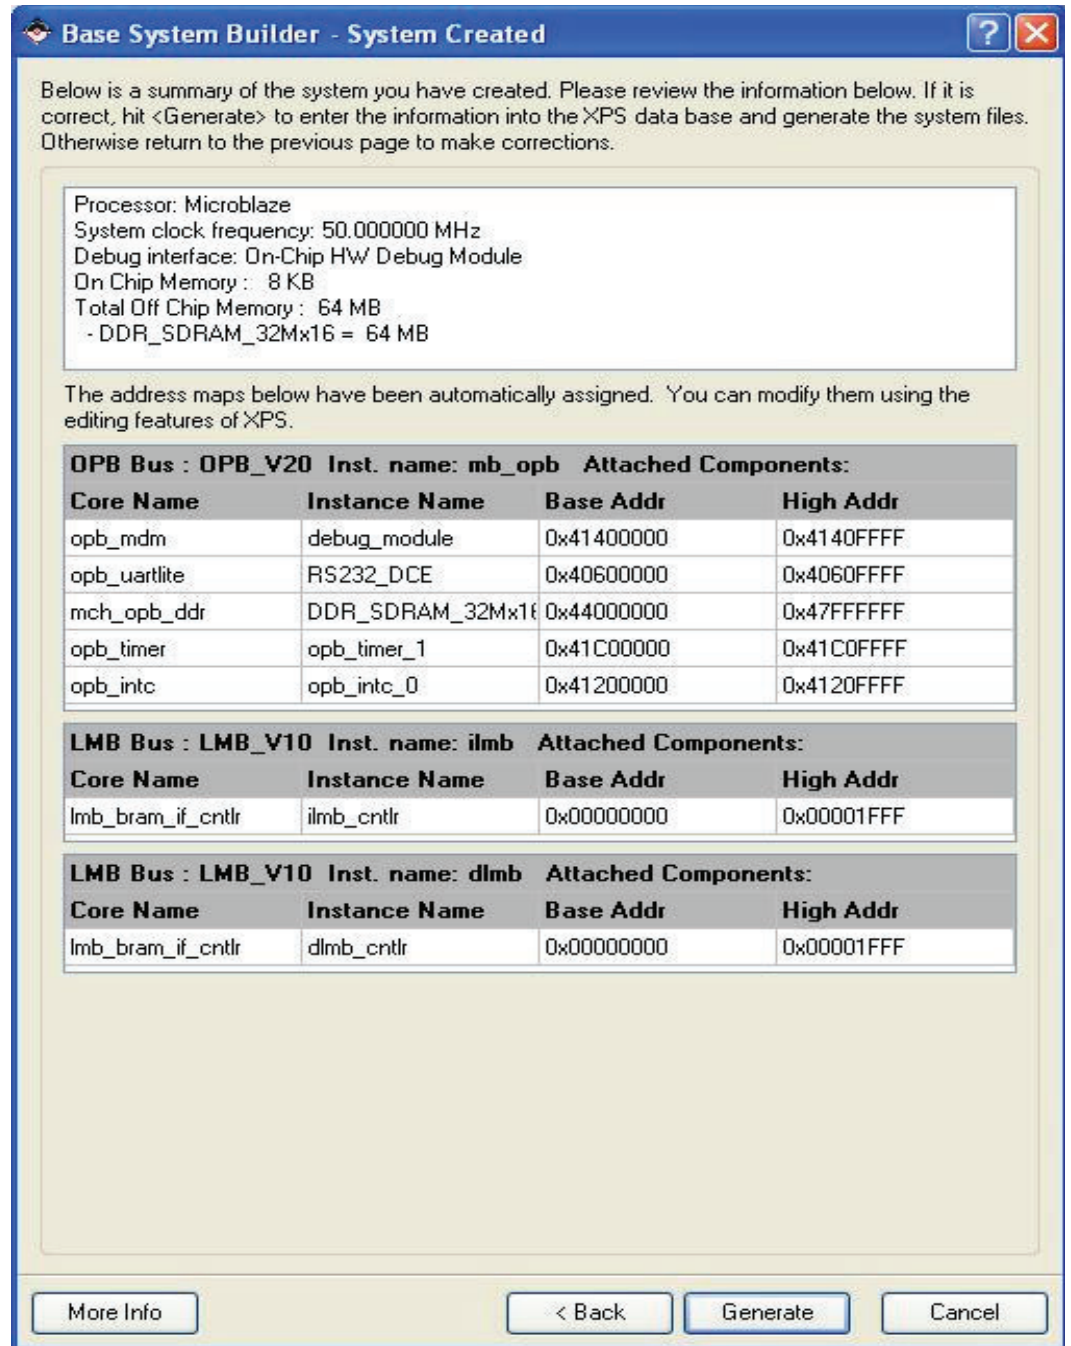 Base System Builder - System Created
Below is a summary of the system you have created. Please review the information below. If it is
correct, hit <Generate> to enter the information into the XPS data base and generate the system files.
Otherwise return to the previous page to make corrections.
Processor: Microblaze
System clock frequency: 50.000000 MHz
Debug interface: On-Chip HW Debug Module
On Chip Memory :  8 KB
Total Off Chip Memory :  64 MB
- DDR_SDRAM_32Mx16 =  64 MB
The address maps below have been automatically assigned.  You can modify them using the
editing features of XPS.
OPB Bus : OPB_V20  Inst. name: mb_opb  Attached Components:
Core Name Instance Name Base Addr High Addr
opb_mdm debug_module 0x41400000 0x4140FFFF
opb_uartlite RS232_DCE 0x40600000 0x4060FFFF
mch_opb_ddr DDR_SDRAM_32Mx16 0x44000000 0x47FFFFFF
opb_timer opb_timer_1 0x41C00000 0x41C0FFFF
opb_intc opb_intc_0 0x41200000 0x4120FFFF
LMB Bus : LMB_V10  Inst. name: ilmb  Attached Components:
Core Name Instance Name Base Addr High Addr
lmb_bram_if_cntlr ilmb_cntlr 0x00000000 0x00001FFF
LMB Bus : LMB_V10  Inst. name: dlmb  Attached Components:
Core Name Instance Name Base Addr High Addr
lmb_bram_if_cntlr dlmb_cntlr 0x00000000 0x00001FFF
More Info < Back Generate Cancel